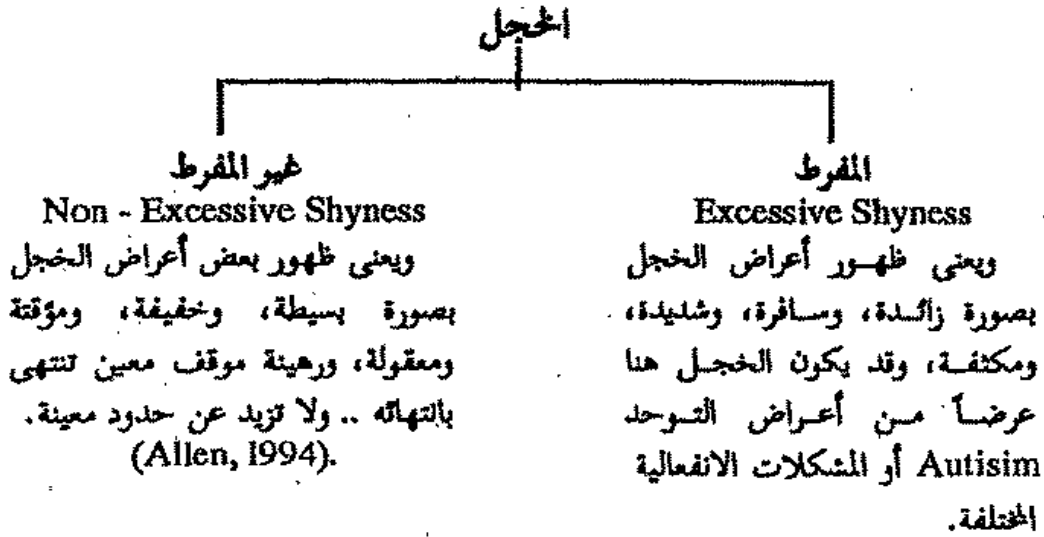 الخجل
المفرط
Excessive Shyness
ويعنى ظهور أعراض الخجل
بصورة زائدة، وسافرة، وشديدة،
ومكثفة، وقد يكون الخجل هنا
عرضاً من أعراض التوحد
Autisim أو المشكلات الانفعالية
المختلفة.
غير المفرط
Non - Excessive Shyness
ويعنى ظهور بعض أعراض الخجل
بصورة بسيطة، وخفيفة، ومؤقتة
ومعقولة، ورهينة موقف معين تنتهى
بانتهائه .. ولا تزيد عن حدود معينة.
(Allen, 1994).